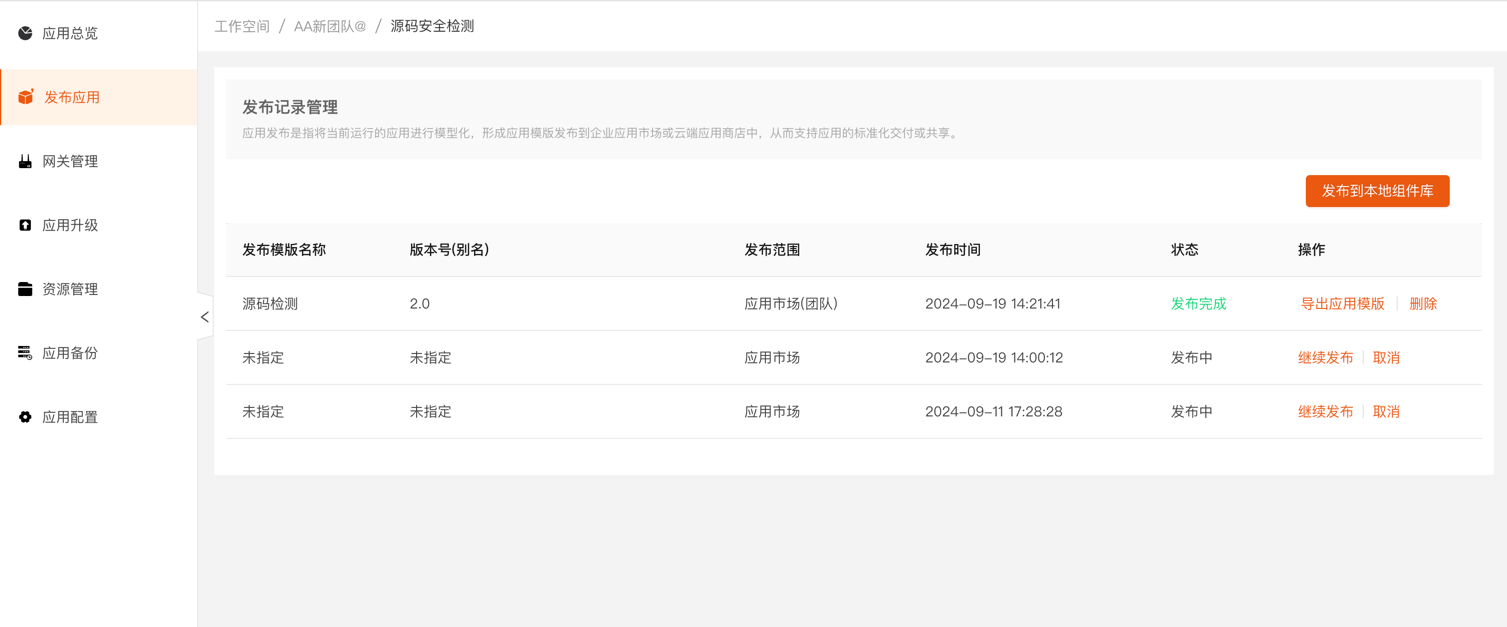 应用总览
发布应用
网关管理
应用升级
资源管理
应用备份
应用配置
工作空间 / AA新团队@ / 源码安全检测
发布记录管理
应用发布是指将当前运行的应用进行模型化，形成应用模版发布到企业应用市场或云端应用商店中，从而支持应用的标准化交付或共享。
发布到本地组件库
发布模版名称 版本号(别名) 发布范围 发布时间 状态 操作
源码检测 2.0 应用市场(团队) 2024-09-19 14:21:41 发布完成 导出应用模版 删除
未指定 未指定 应用市场 2024-09-19 14:00:12 发布中 继续发布 取消
未指定 未指定 应用市场 2024-09-11 17:28:28 发布中 继续发布 取消